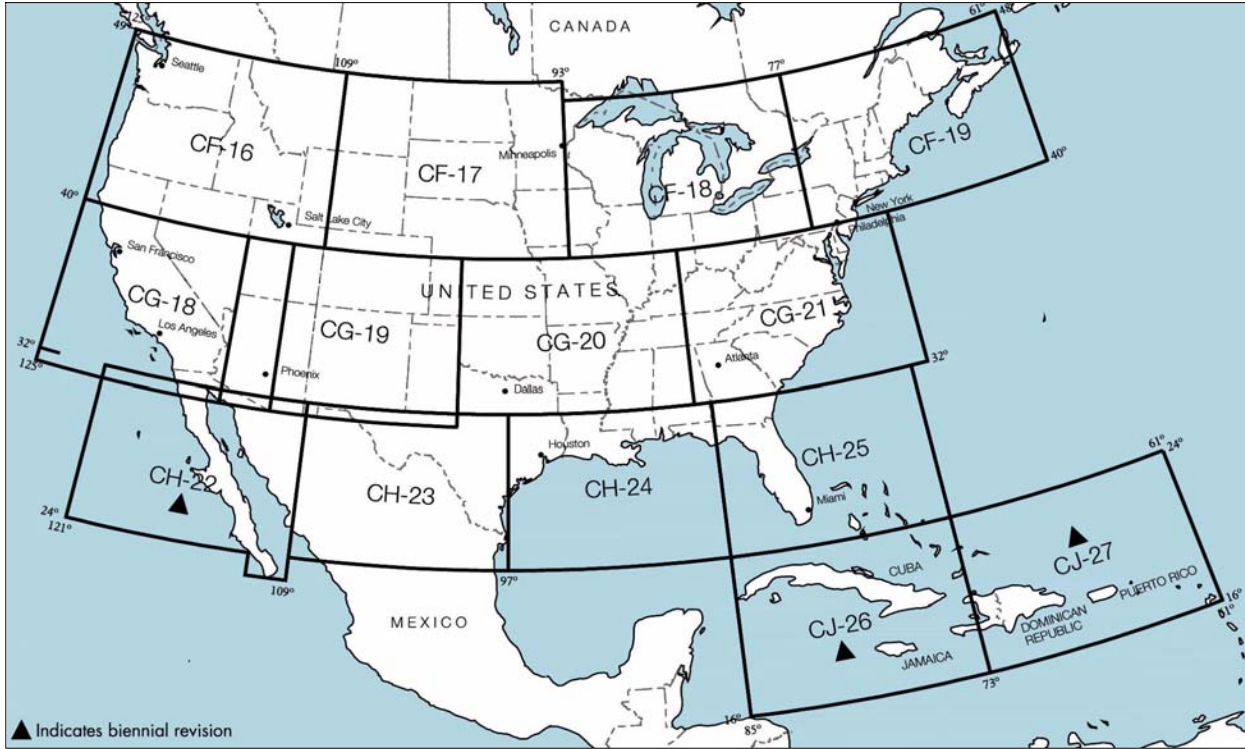 CANADA
125°
49°
61°
48°
109°
93°
77°
Seattle
Minneapolis
CF-16
CF-17
CF-18
CF-19
40°
40°
Salt Lake City
New York
Philadelphia
San Francisco
UNITED STATES
CG-18
CG-19
CG-20
CG-21
Los Angeles
Atlanta
32°
125°
32°
Phoenix
Dallas
Houston
CH-22
CH-23
CH-24
CH-25
Miami
61°
24°
24°
121°
109°
97°
CUBA
CJ-27
PUERTO RICO
16°
61°
MEXICO
CJ-26
DOMINICAN
REPUBLIC
JAMAICA
73°
16°
85°
Indicates biennial revision